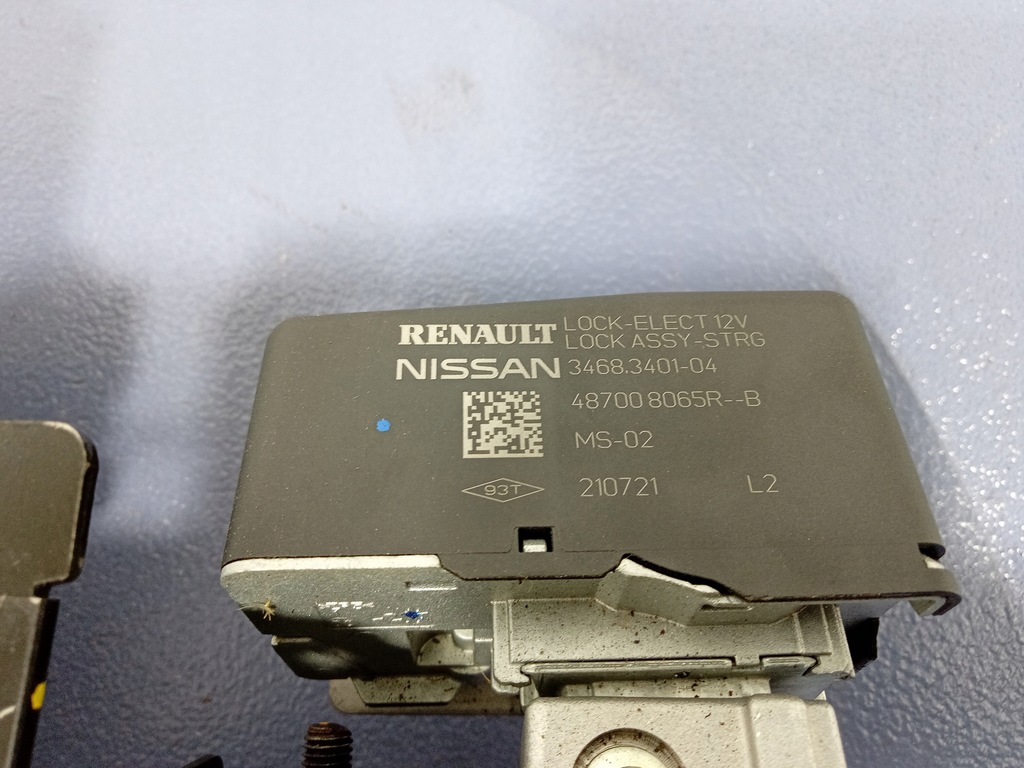 RENAULT LOCK-ELECT 12V
LOCK ASSY-STRG
NISSAN 3468.3401-04
48700 8065R--B
MS-02
93T 210721 L2